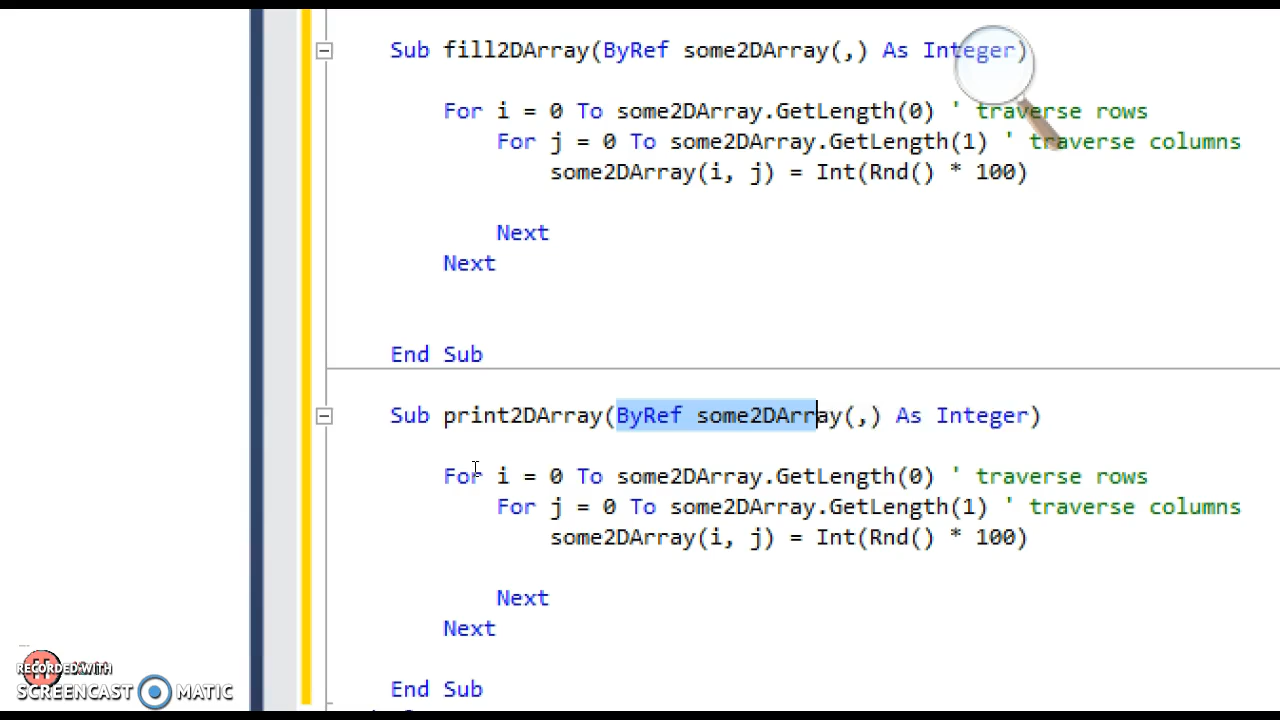 Sub fill2DArray(ByRef some2DArray(,) As Integer)
For i = 0 To some2DArray.GetLength(0) ' traverse rows
For j = 0 To some2DArray.GetLength(1) ' traverse columns
some2DArray(i, j) = Int(Rnd() * 100)
Next
Next
End Sub
Sub print2DArray(ByRef some2DArray(,) As Integer)
For i = 0 To some2DArray.GetLength(0) ' traverse rows
For j = 0 To some2DArray.GetLength(1) ' traverse columns
some2DArray(i, j) = Int(Rnd() * 100)
Next
Next
End Sub
RECORDED WITH
SCREENCAST MATIC